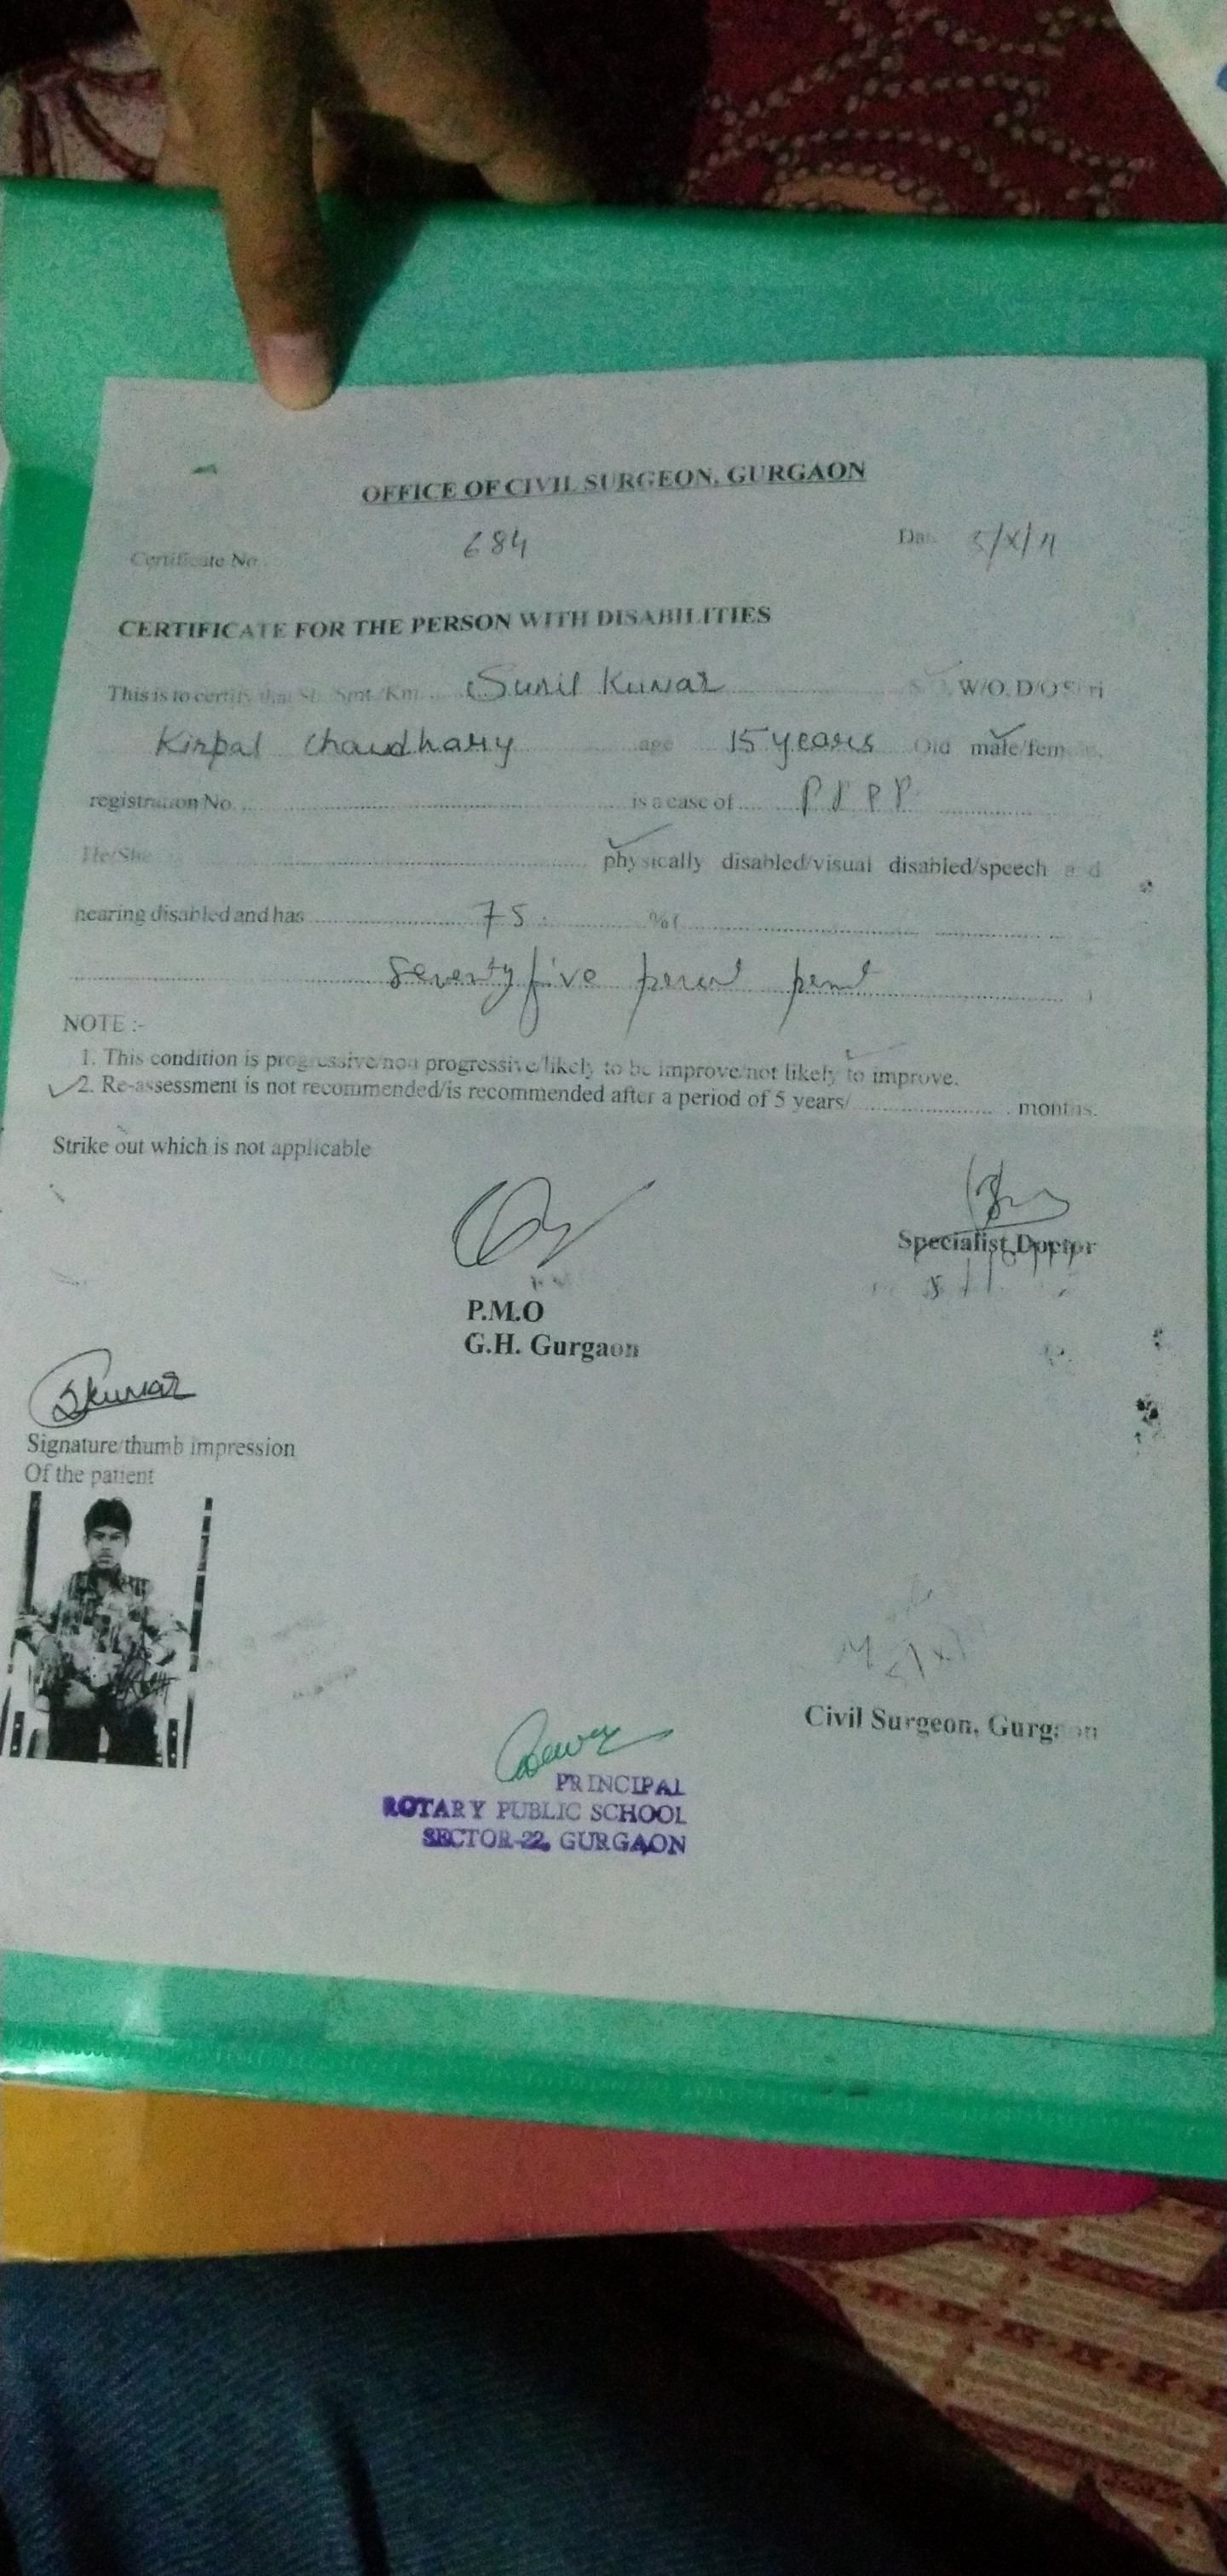 OFFICE OF CIVIL SURGEON, GURGAON
Certificate No. 684 Date 5/X/11
CERTIFICATE FOR THE PERSON WITH DISABILITIES
This is to certify that Sh./Smt./Km. Sunil Kumar W/O, D/O Shri
Kirpal Chaudhary age 15 years Old male/female,
registration No. is a case of PPPP
He/She physically disabled/visual disabled/speech and
hearing disabled and has 75 %(
Seventy five )
NOTE :-
1. This condition is progressive/non progressive/likely to be improve/not likely to improve.
2. Re-assessment is not recommended/is recommended after a period of 5 years/ months.
Strike out which is not applicable
Specialist Doctor
P.M.O
G.H. Gurgaon
Skumar
Signature/thumb impression
Of the patient
Civil Surgeon, Gurgaon
PRINCIPAL
ROTARY PUBLIC SCHOOL
SECTOR-22, GURGAON